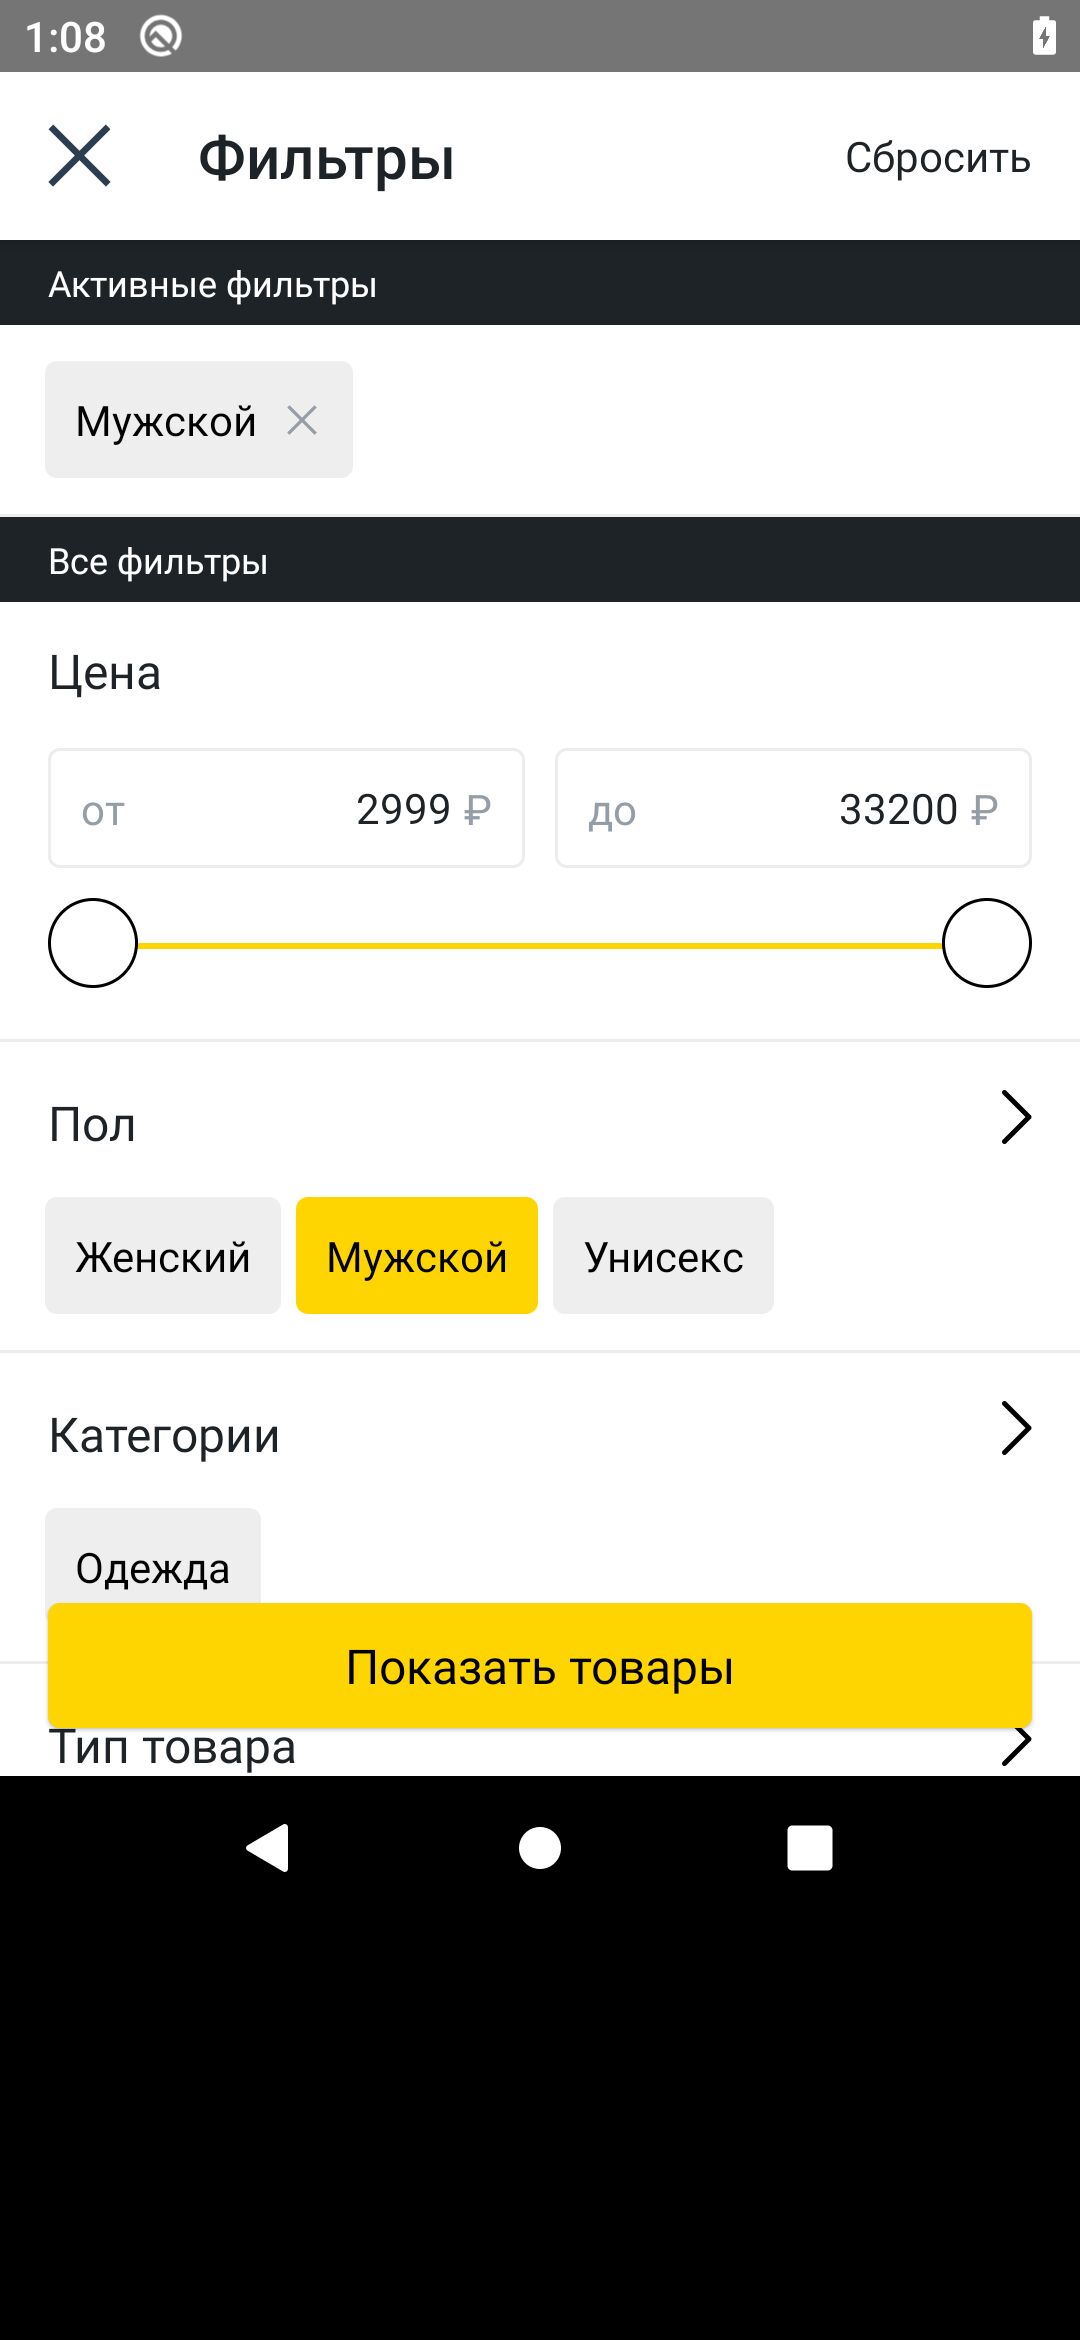 1:08
Фильтры
Сбросить
Активные фильтры
Мужской
Все фильтры
Цена
от 2999 ₽
до 33200 ₽
Пол
Женский
Мужской
Унисекс
Категории
Одежда
Показать товары
Тип товара